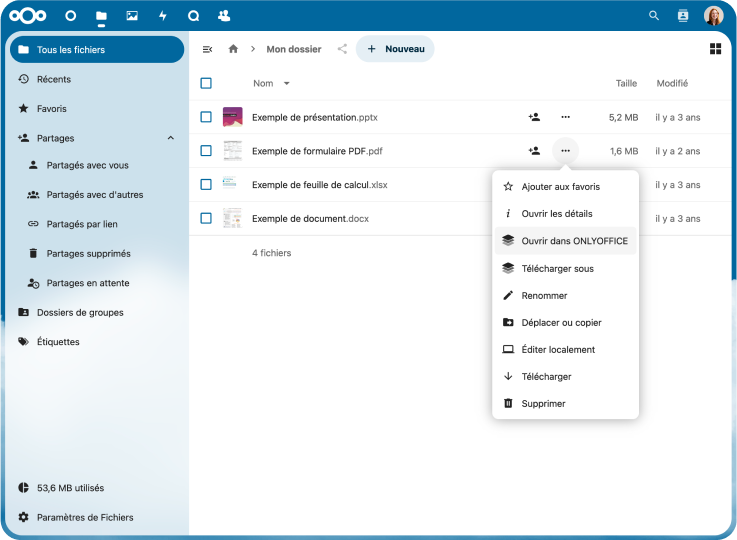 Tous les fichiers
Mon dossier
+ Nouveau
Récents
Nom
Taille
Modifié
Favoris
Exemple de présentation.pptx
5,2 MB
il y a 3 ans
Partages
Exemple de formulaire PDF.pdf
1,6 MB
il y a 2 ans
Partagés avec vous
Exemple de feuille de calcul.xlsx
il y a 3 ans
Partagés avec d'autres
Exemple de document.docx
il y a 3 ans
Partagés par lien
4 fichiers
Partages supprimés
Partages en attente
Dossiers de groupes
Étiquettes
Ajouter aux favoris
Ouvrir les détails
Ouvrir dans ONLYOFFICE
Télécharger sous
Renommer
Déplacer ou copier
Éditer localement
Télécharger
Supprimer
53,6 MB utilisés
Paramètres de Fichiers